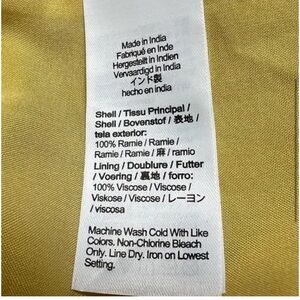 Made in India
Fabriqué en Inde
Hergestellt in Indien
Vervaardigd in India
インド製
hecho en india
Shell / Tissu Principal /
Shell / Bovenstof / 表地 /
tela exterior:
100% Ramie / Ramie /
Ramie / Ramie / 麻 / ramio
Lining / Doublure / Futter
/ Voering / 裏地 / forro:
100% Viscose / Viscose /
Viskose / Viscose / レーヨン
/ viscosa
Machine Wash Cold With Like
Colors. Non-Chlorine Bleach
Only. Line Dry. Iron on Lowest
Setting.